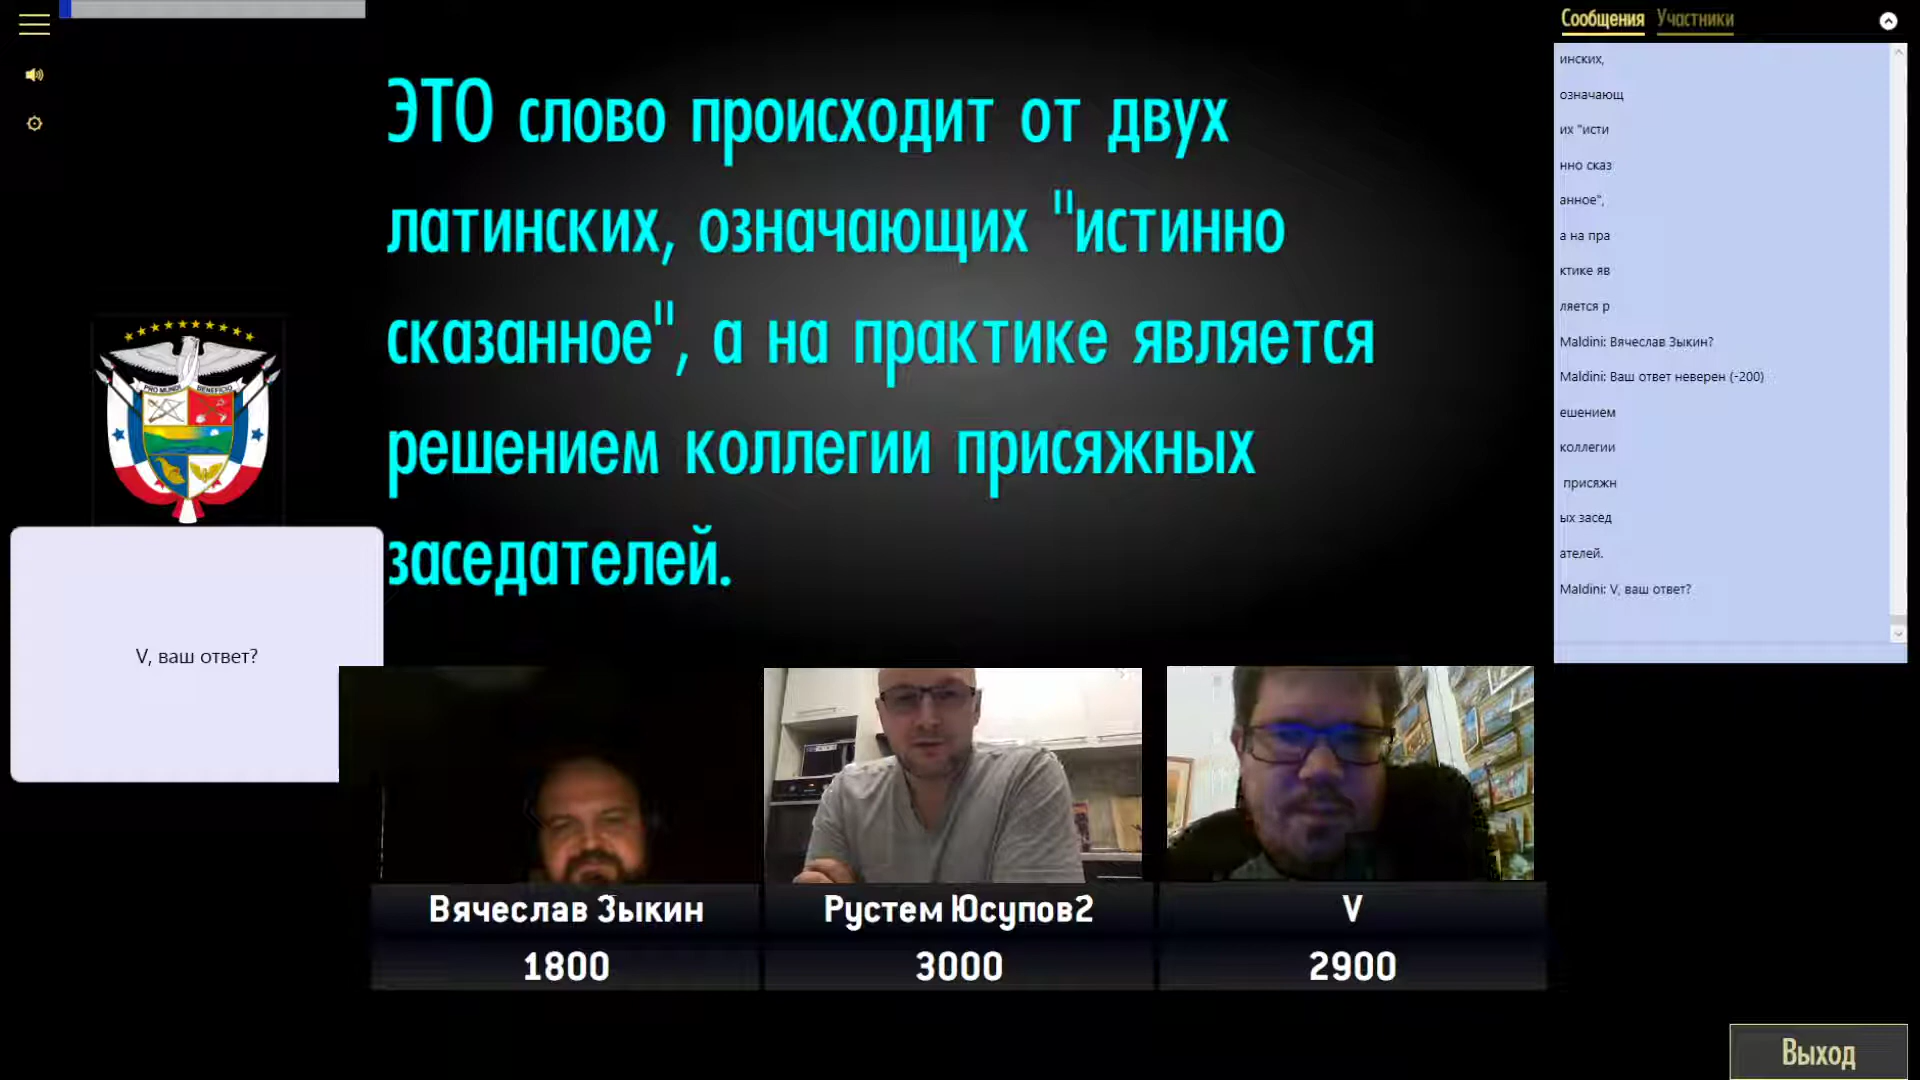 Сообщения Участники
ЭТО слово происходит от двух
латинских, означающих "истинно
сказанное", а на практике является
решением коллегии присяжных
заседателей.
PRO MUNDI BENEFICIO
V, ваш ответ?
инских,
означающ
их "исти
нно сказ
анное",
а на пра
ктике яв
ляется р
Maldini: Вячеслав Зыкин?
Maldini: Ваш ответ неверен (-200)
ешением
коллегии
присяжн
ых засед
ателей.
Maldini: V, ваш ответ?
Вячеслав Зыкин
1800
Рустем Юсупов2
3000
V
2900
Выход